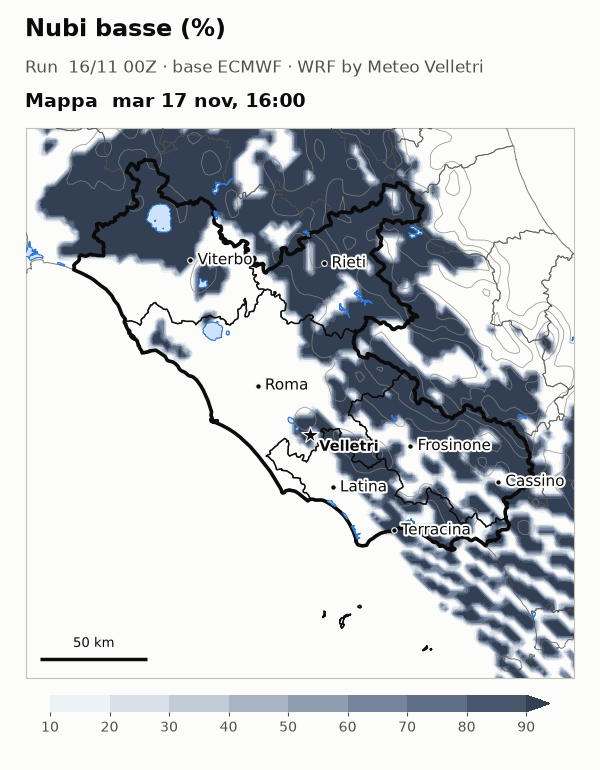 Nubi basse (%)
Run 16/11 00Z · base ECMWF · WRF by Meteo Velletri
Mappa mar 17 nov, 16:00
Viterbo
Rieti
Roma
Velletri
Frosinone
Cassino
Latina
Terracina
50 km
10 20 30 40 50 60 70 80 90